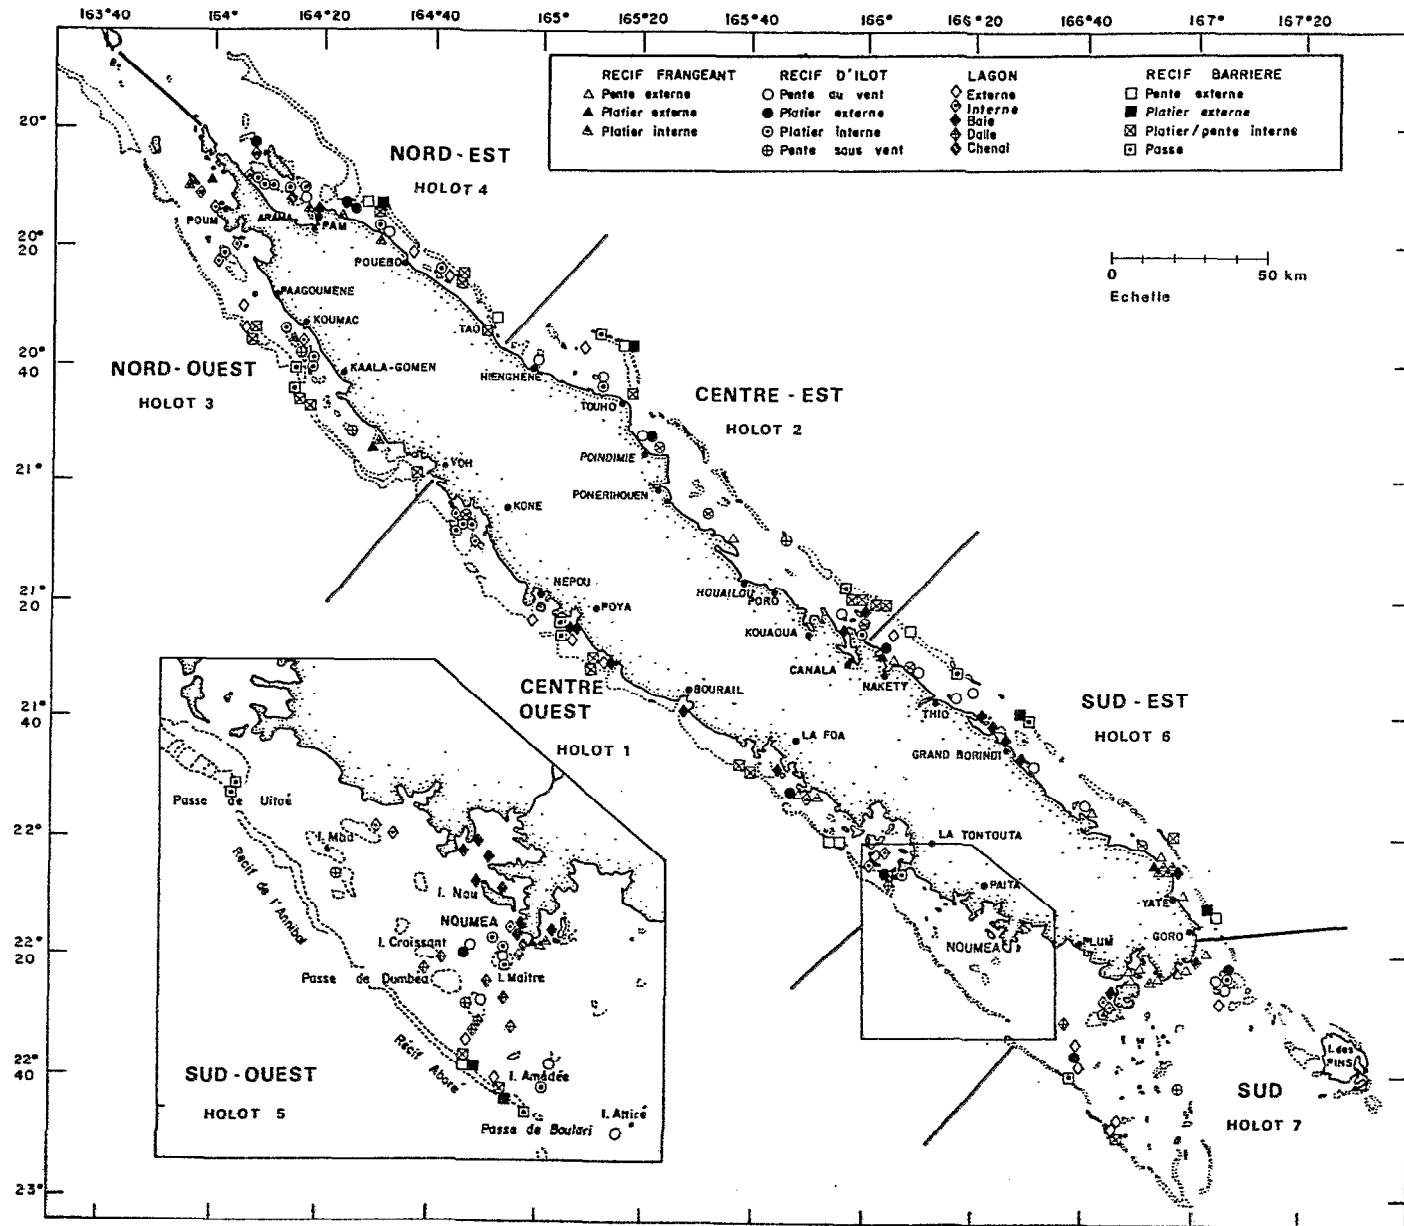 163°40 164° 164°20 164°40 165° 165°20 165°40 166° 166°20 166°40 167° 167°20
RECIF FRANGEANT
Pente externe
Platier externe
Platier interne
RECIF D'ILOT
Pente au vent
Platier externe
Platier interne
Pente sous vent
LAGON
Externe
Interne
Baie
Dalle
Chenal
RECIF BARRIERE
Pente externe
Platier externe
Platier/pente interne
Passe
20°
20°
20
20°
40
21°
21°
20
21°
40
22°
22°
20
22°
40
23°
0 50 km
Echelle
NORD-EST
HOLOT 4
POUM
ARAMA
PAM
POUEBO
PAAGOUMENE
KOUMAC
TAO
NORD-OUEST
HOLOT 3
KAALA-GOMEN
HIENGHENE
TOUHO
CENTRE-EST
HOLOT 2
POINDIMIE
VOH
PONERIHOUEN
KONE
NEPOU
POYA
HOUAILOU
PORO
KOUAOUA
CANALA
NAKETY
CENTRE
OUEST
HOLOT 1
BOURAIL
THIO
SUD-EST
HOLOT 6
LA FOA
GRAND BORINDI
LA TONTOUTA
PAITA
YATE
NOUMEA
PLUM
GORO
I. des
PINS
SUD
HOLOT 7
Passe de Uitoé
I. Mba
Récif de l'Annibal
I. Nou
NOUMEA
I. Croissant
I. Maître
Passe de Dumbéa
Récif Abore
SUD-OUEST
HOLOT 5
I. Amédée
I. Attiré
Passe de Boulari